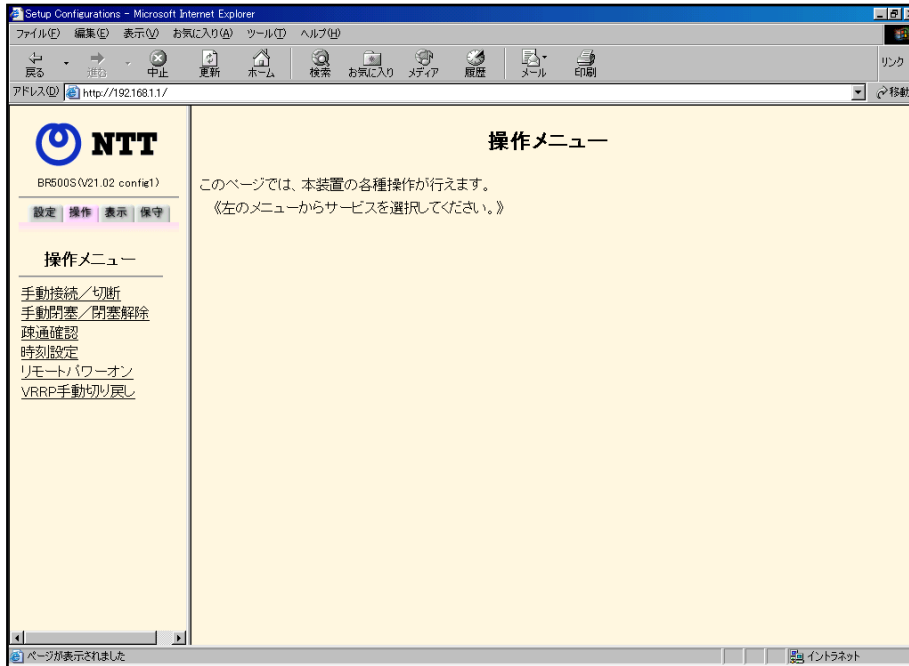 Setup Configurations - Microsoft Internet Explorer
ファイル(F) 編集(E) 表示(V) お気に入り(A) ツール(T) ヘルプ(H)
戻る 進む 中止 更新 ホーム 検索 お気に入り メディア 履歴 メール 印刷 リンク
アドレス(D) http://192.168.1.1/ 移動
NTT
BR500S(V21.02 config1)
設定 操作 表示 保守
操作メニュー
手動接続／切断
手動閉塞／閉塞解除
疎通確認
時刻設定
リモートパワーオン
VRRP手動切り戻し
操作メニュー
このページでは、本装置の各種操作が行えます。
《左のメニューからサービスを選択してください。》
ページが表示されました
イントラネット